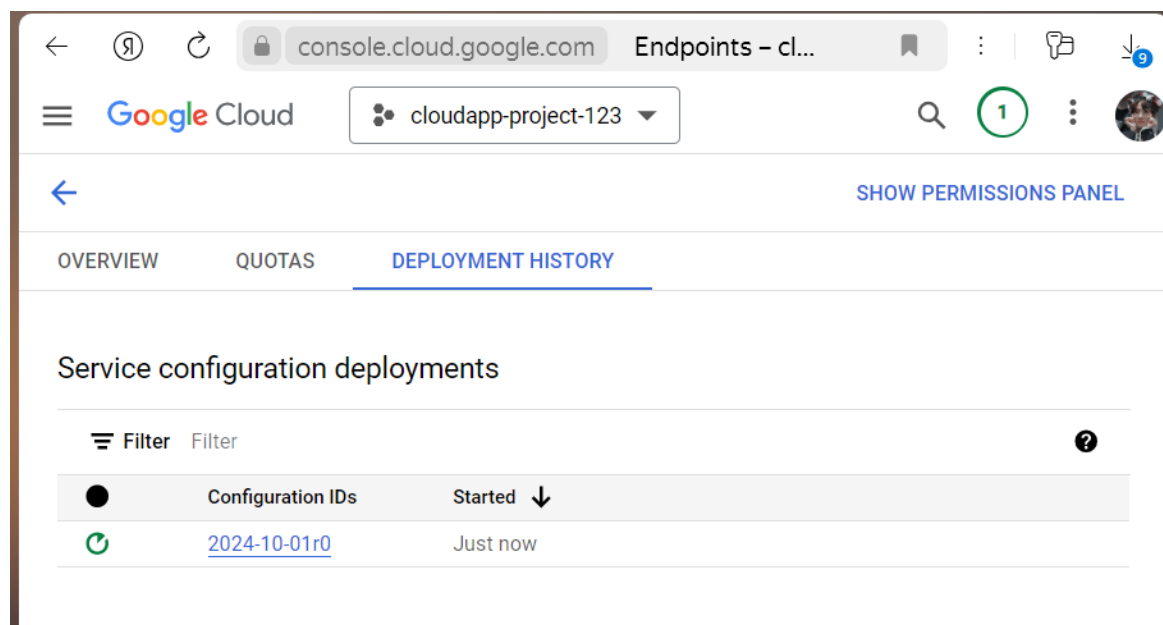 Я console.cloud.google.com Endpoints – cl... 9
Google Cloud cloudapp-project-123 1
SHOW PERMISSIONS PANEL
OVERVIEW QUOTAS DEPLOYMENT HISTORY
Service configuration deployments
Filter Filter ?
Configuration IDs Started
2024-10-01r0 Just now